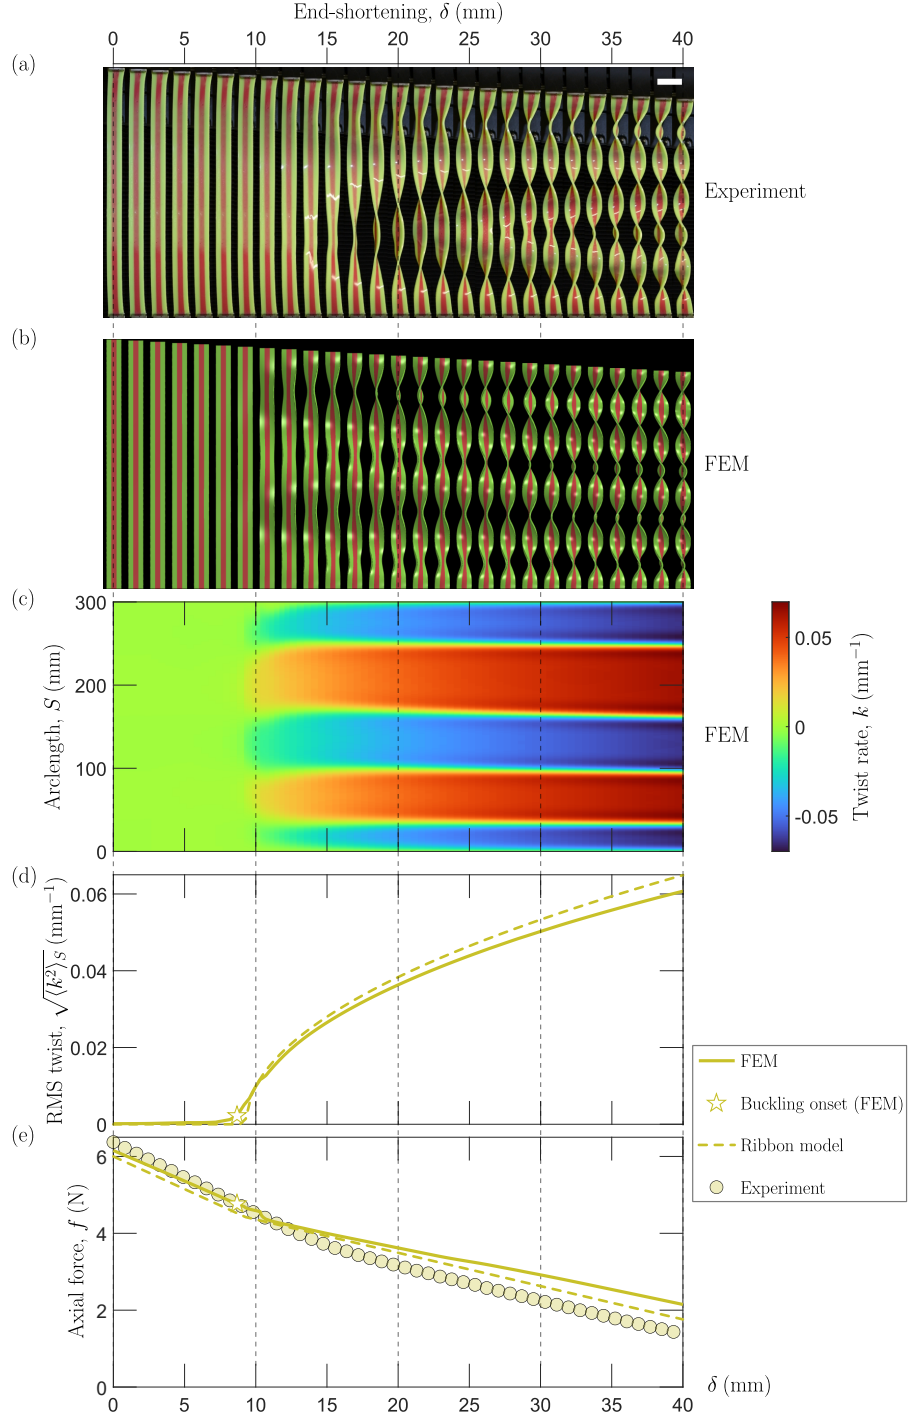 End-shortening, δ (mm)
0 5 10 15 20 25 30 35 40
(a)
Experiment
(b)
FEM
(c)
300
200
100
0
Arclength, S (mm)
FEM
0.05
0
-0.05
Twist rate, k (mm⁻¹)
(d)
0.06
0.04
0.02
0
RMS twist, √⟨k²⟩_S (mm⁻¹)
FEM
Buckling onset (FEM)
Ribbon model
Experiment
(e)
6
4
2
0
Axial force, f (N)
0 5 10 15 20 25 30 35 40
δ (mm)